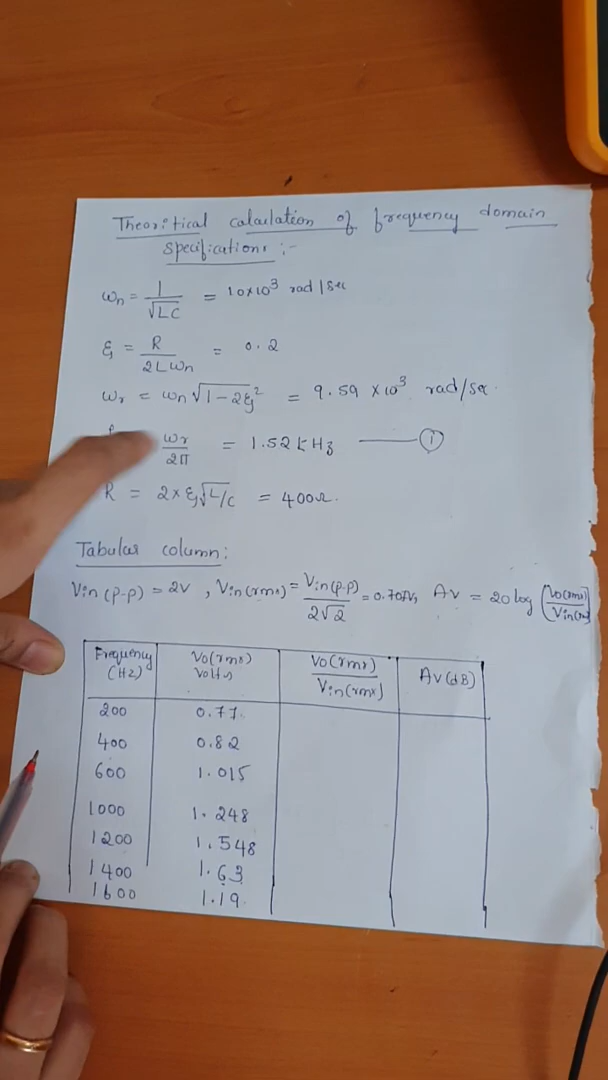 Theoritical calculation of frequency domain
specifications :-
ωn = 1/√LC = 10×10³ rad/sec
ξ = R/2Lωn = 0.2
ωr = ωn √1-2ξ² = 9.59 ×10³ rad/sec.
ωr/2π = 1.52 kHz —— ①
R = 2×ξ√L/C = 400Ω.
Tabular column:
Vin (p-p) = 2V , Vin(rms) = Vin(p-p)/2√2 = 0.707V, Av = 20 log (Vo(rms)/Vin(rm
Frequency (Hz) Vo(rms) volts Vo(rms)/Vin(rms) Av(dB)
200 0.77.
400 0.82
600 1.015
1000 1.248
1200 1.548
1400 1.63
1600 1.19.